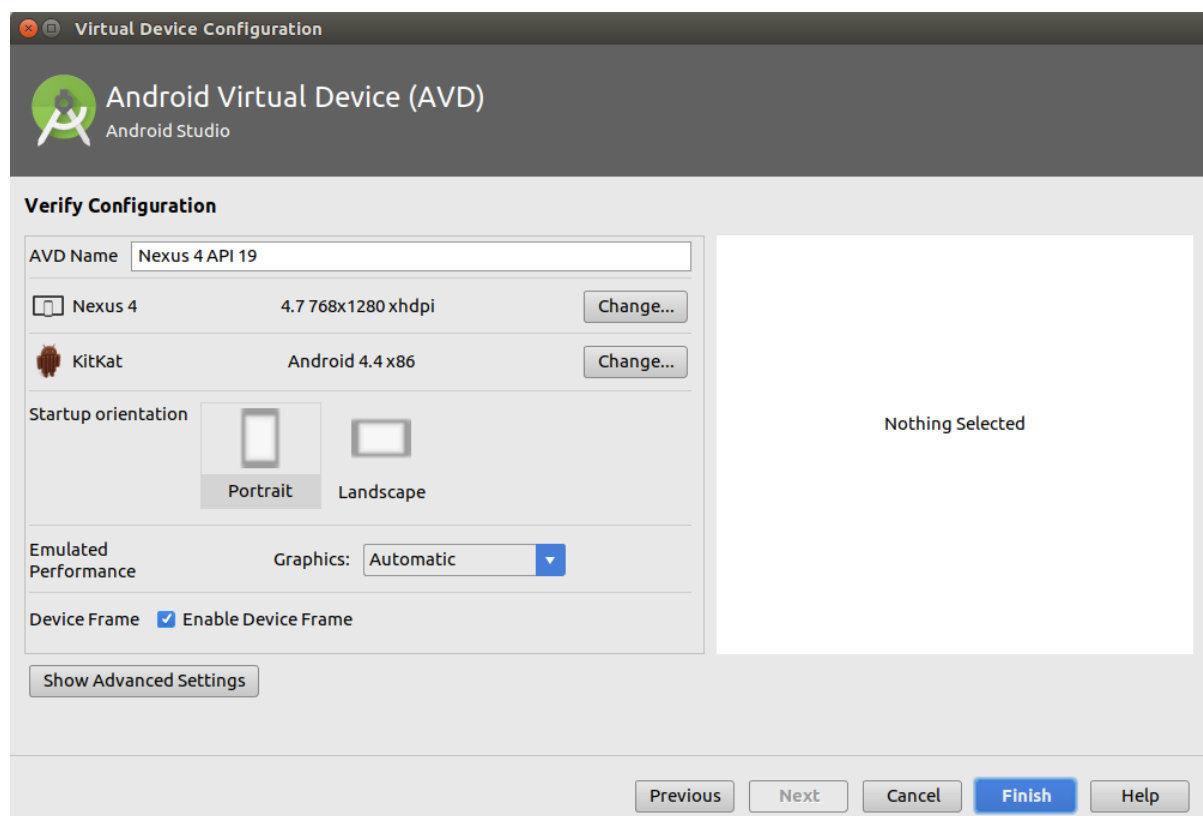 Virtual Device Configuration
Android Virtual Device (AVD)
Android Studio
Verify Configuration
AVD Name Nexus 4 API 19
Nexus 4 4.7 768x1280 xhdpi Change...
KitKat Android 4.4 x86 Change...
Startup orientation
Portrait Landscape
Emulated
Performance
Graphics: Automatic
Device Frame Enable Device Frame
Nothing Selected
Show Advanced Settings
Previous Next Cancel Finish Help